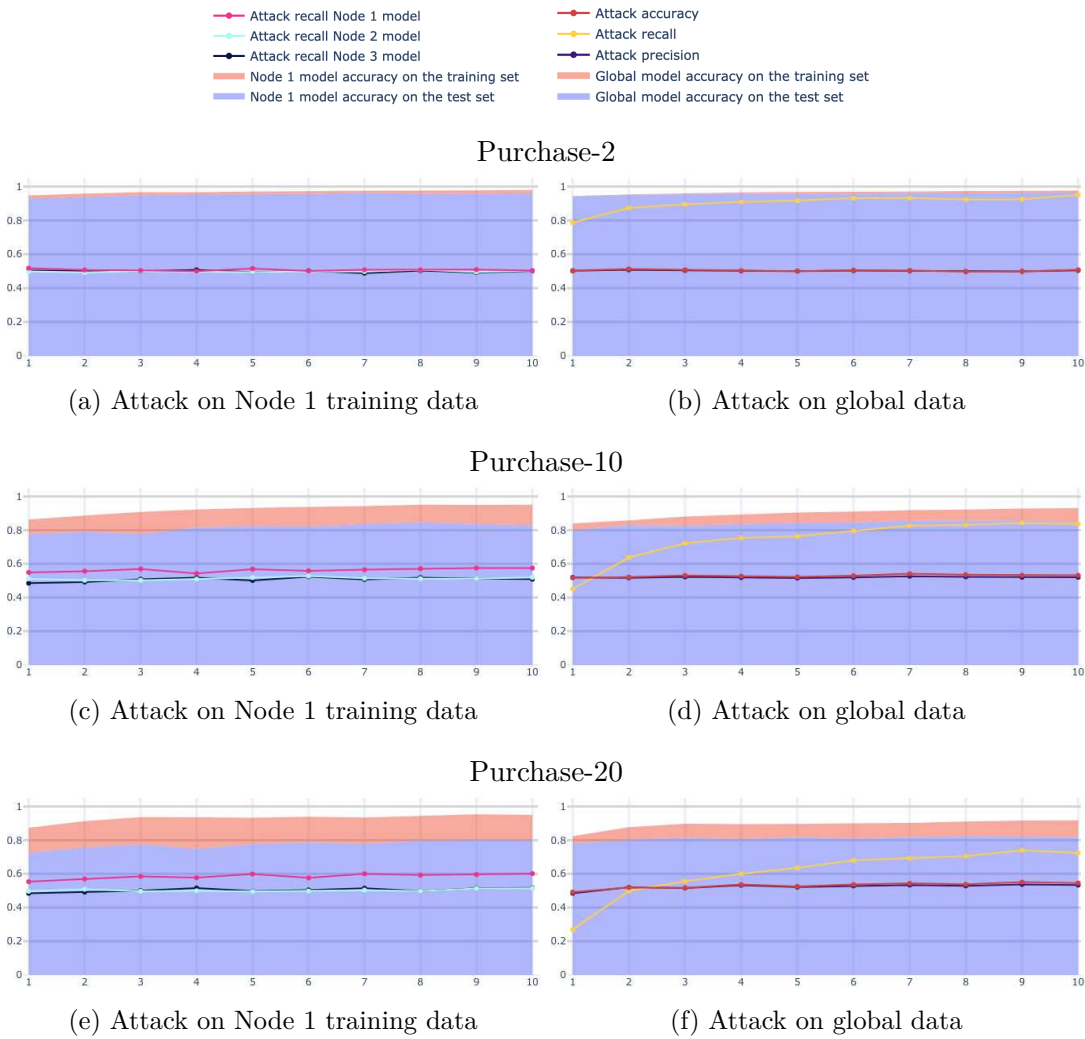 Attack recall Node 1 model
Attack recall Node 2 model
Attack recall Node 3 model
Node 1 model accuracy on the training set
Node 1 model accuracy on the test set
Attack accuracy
Attack recall
Attack precision
Global model accuracy on the training set
Global model accuracy on the test set
Purchase-2
1
0.8
0.6
0.4
0.2
0
1 2 3 4 5 6 7 8 9 10
(a) Attack on Node 1 training data
1
0.8
0.6
0.4
0.2
0
1 2 3 4 5 6 7 8 9 10
(b) Attack on global data
Purchase-10
1
0.8
0.6
0.4
0.2
0
1 2 3 4 5 6 7 8 9 10
(c) Attack on Node 1 training data
1
0.8
0.6
0.4
0.2
0
1 2 3 4 5 6 7 8 9 10
(d) Attack on global data
Purchase-20
1
0.8
0.6
0.4
0.2
0
1 2 3 4 5 6 7 8 9 10
(e) Attack on Node 1 training data
1
0.8
0.6
0.4
0.2
0
1 2 3 4 5 6 7 8 9 10
(f) Attack on global data